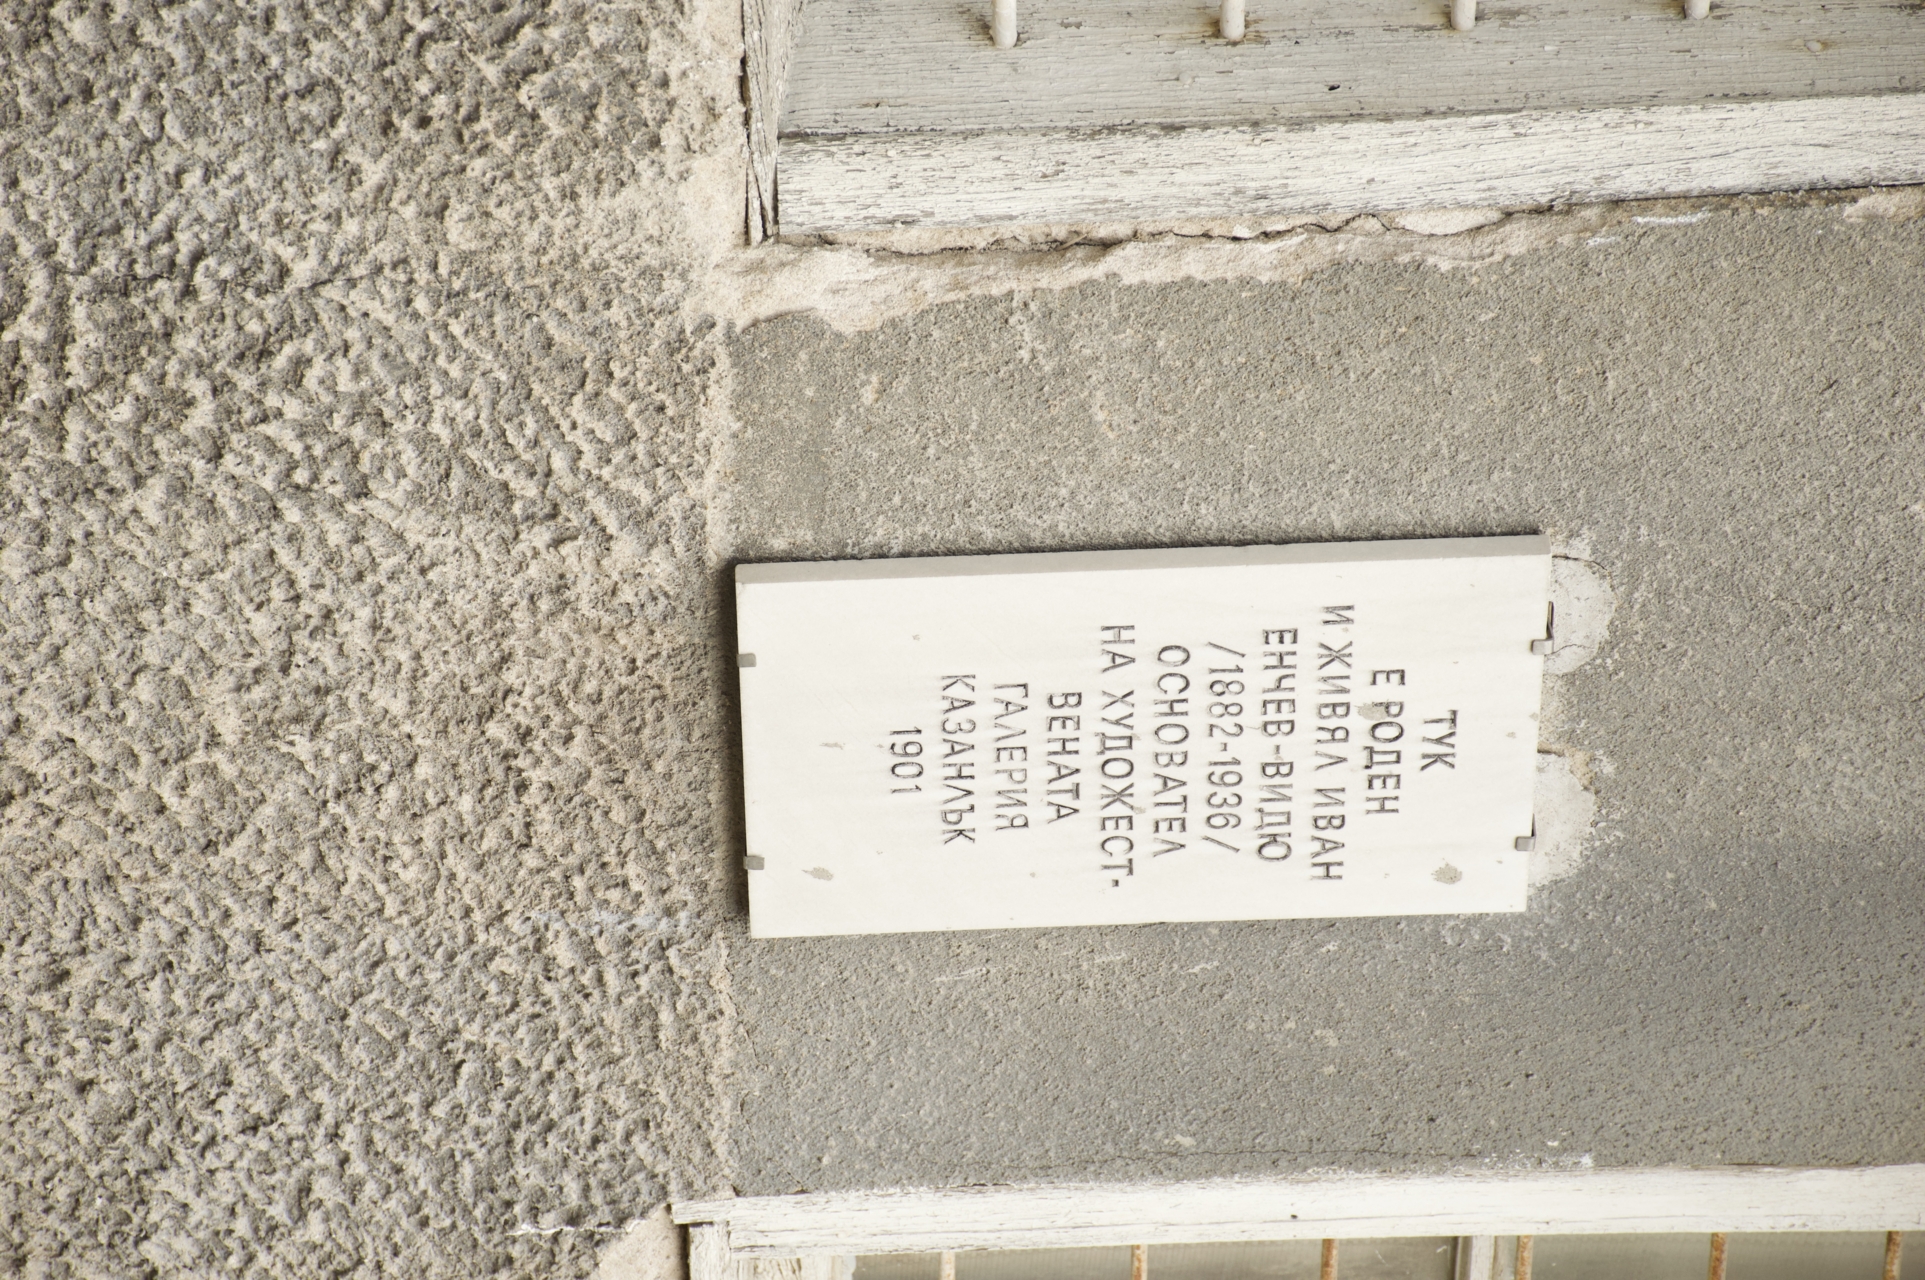 ТУК
Е РОДЕН
И ЖИВЯЛ ИВАН
ЕНЧЕВ-ВИДЮ
/1882-1936/
ОСНОВАТЕЛ
НА ХУДОЖЕСТ-
ВЕНАТА
ГАЛЕРИЯ
КАЗАНЛЪК
1901